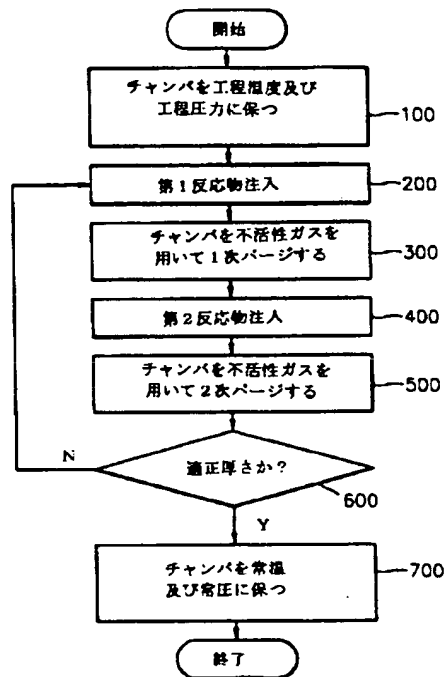 開始
チャンバを工程温度及び
工程圧力に保つ
100
第1反応物注入
200
チャンバを不活性ガスを
用いて1次パージする
300
第2反応物注入
400
チャンバを不活性ガスを
用いて2次パージする
500
適正厚さか?
600
N
Y
チャンバを常温
及び常圧に保つ
700
終了